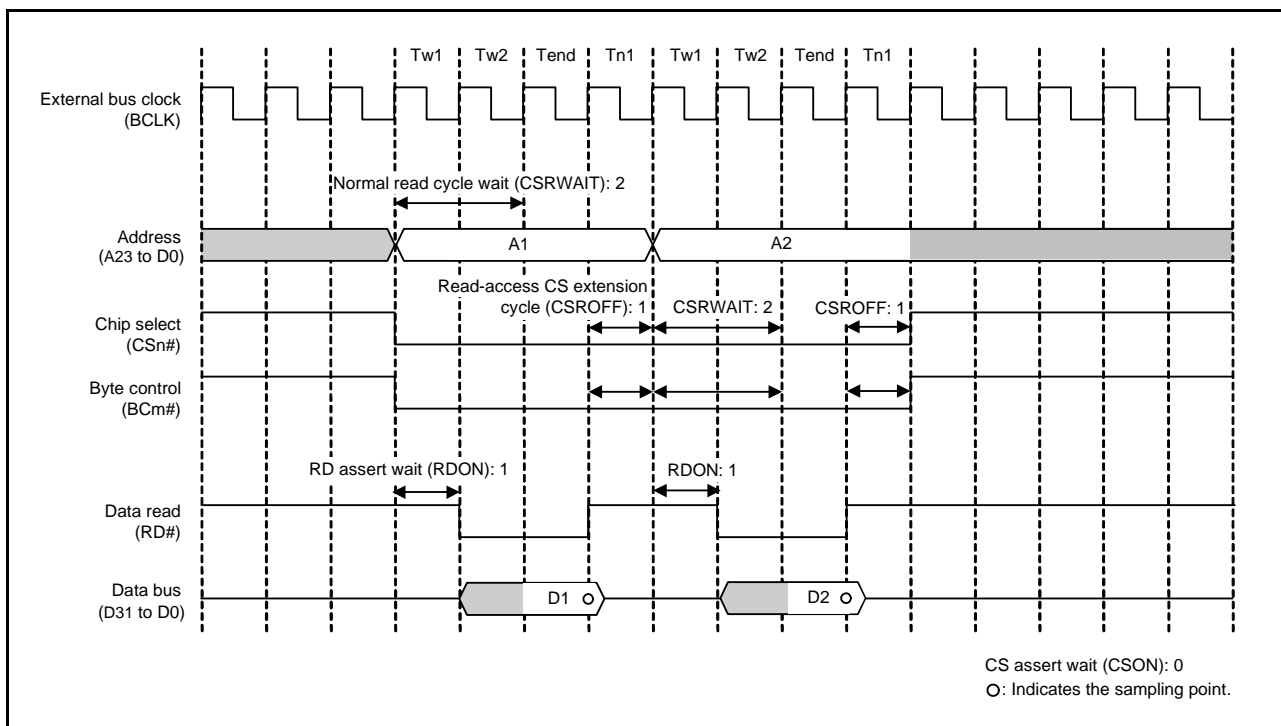 Tw1 Tw2 Tend Tn1 Tw1 Tw2 Tend Tn1
External bus clock
(BCLK)
Normal read cycle wait (CSRWAIT): 2
Address
(A23 to D0)
A1
A2
Read-access CS extension
cycle (CSROFF): 1
CSRWAIT: 2
CSROFF: 1
Chip select
(CSn#)
Byte control
(BCm#)
RD assert wait (RDON): 1
RDON: 1
Data read
(RD#)
Data bus
(D31 to D0)
D1
D2
CS assert wait (CSON): 0
O: Indicates the sampling point.